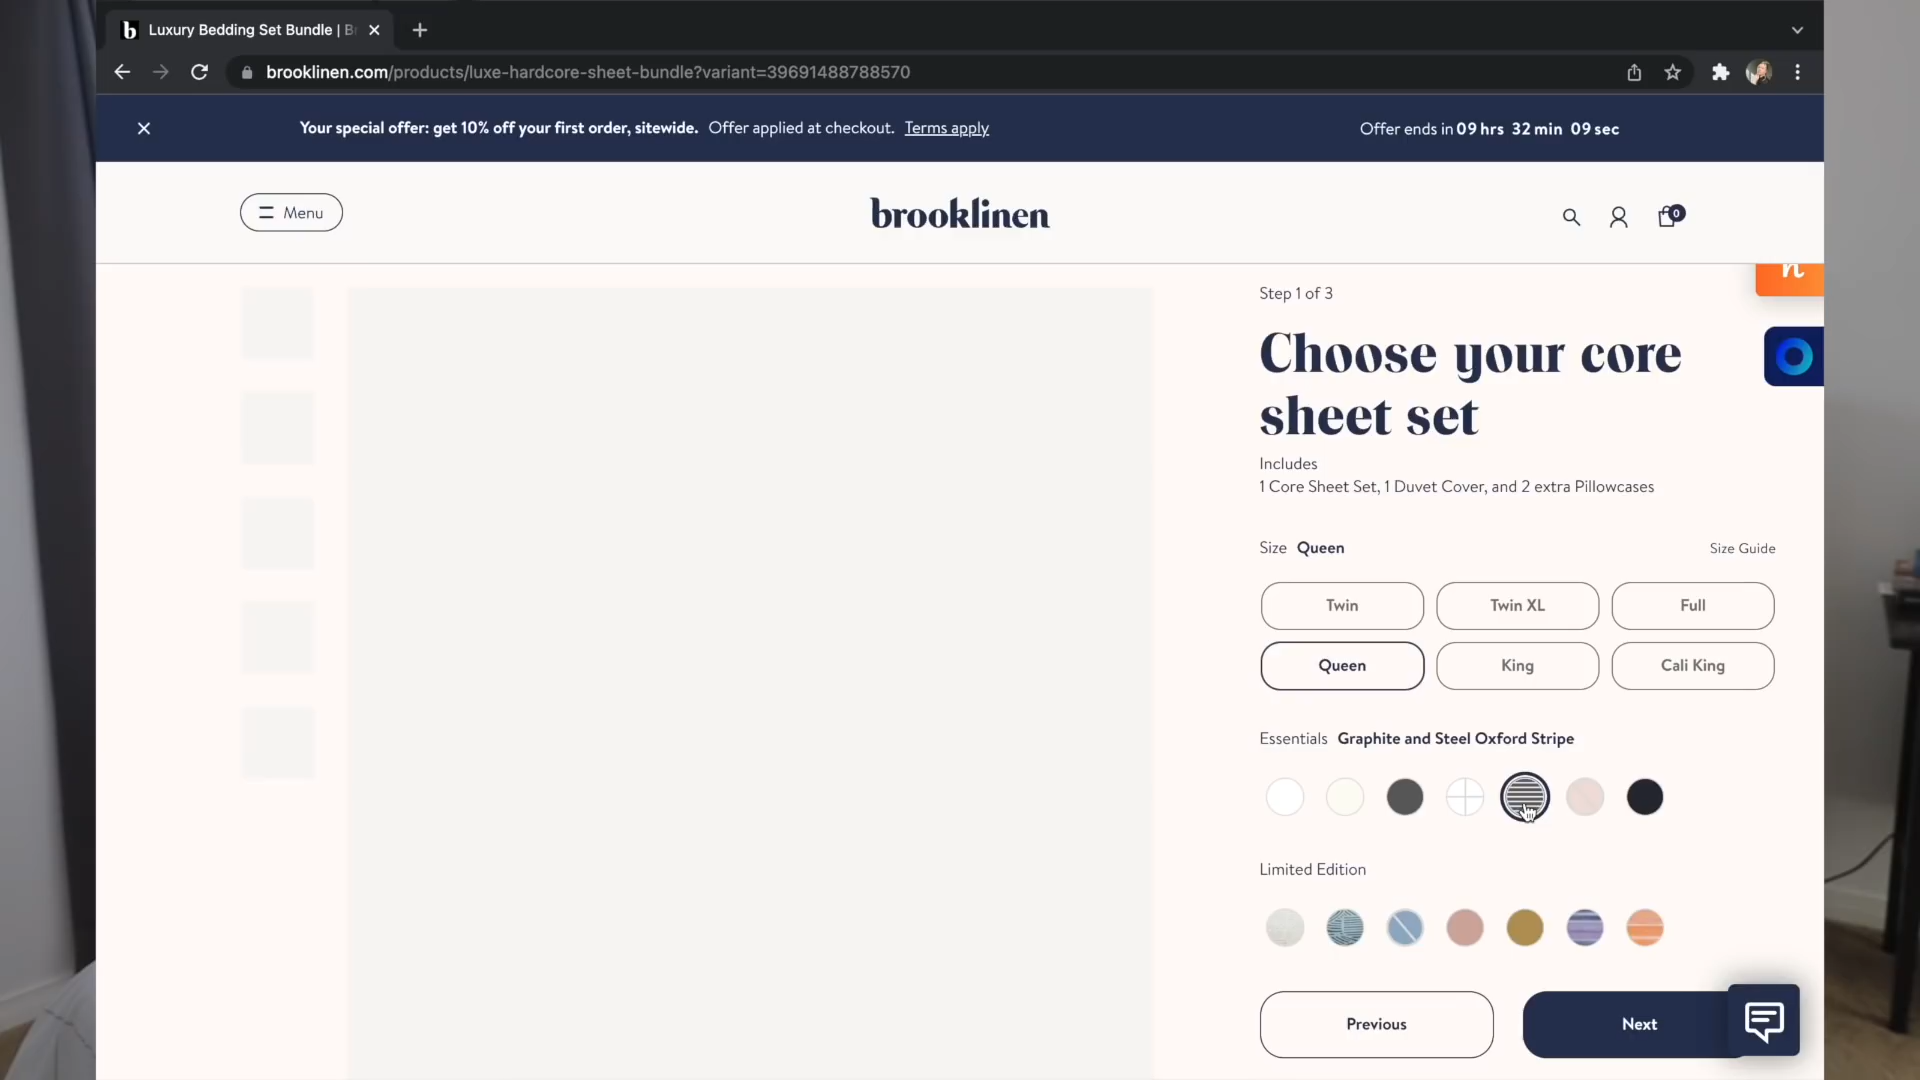 Luxury Bedding Set Bundle | Br
brooklinen.com/products/luxe-hardcore-sheet-bundle?variant=39691488788570
Your special offer: get 10% off your first order, sitewide. Offer applied at checkout. Terms apply
Offer ends in 09 hrs 32 min 09 sec
Menu
brooklinen
0
Step 1 of 3
Choose your core
sheet set
Includes
1 Core Sheet Set, 1 Duvet Cover, and 2 extra Pillowcases
Size Queen
Size Guide
Twin
Twin XL
Full
Queen
King
Cali King
Essentials Graphite and Steel Oxford Stripe
Limited Edition
Previous
Next